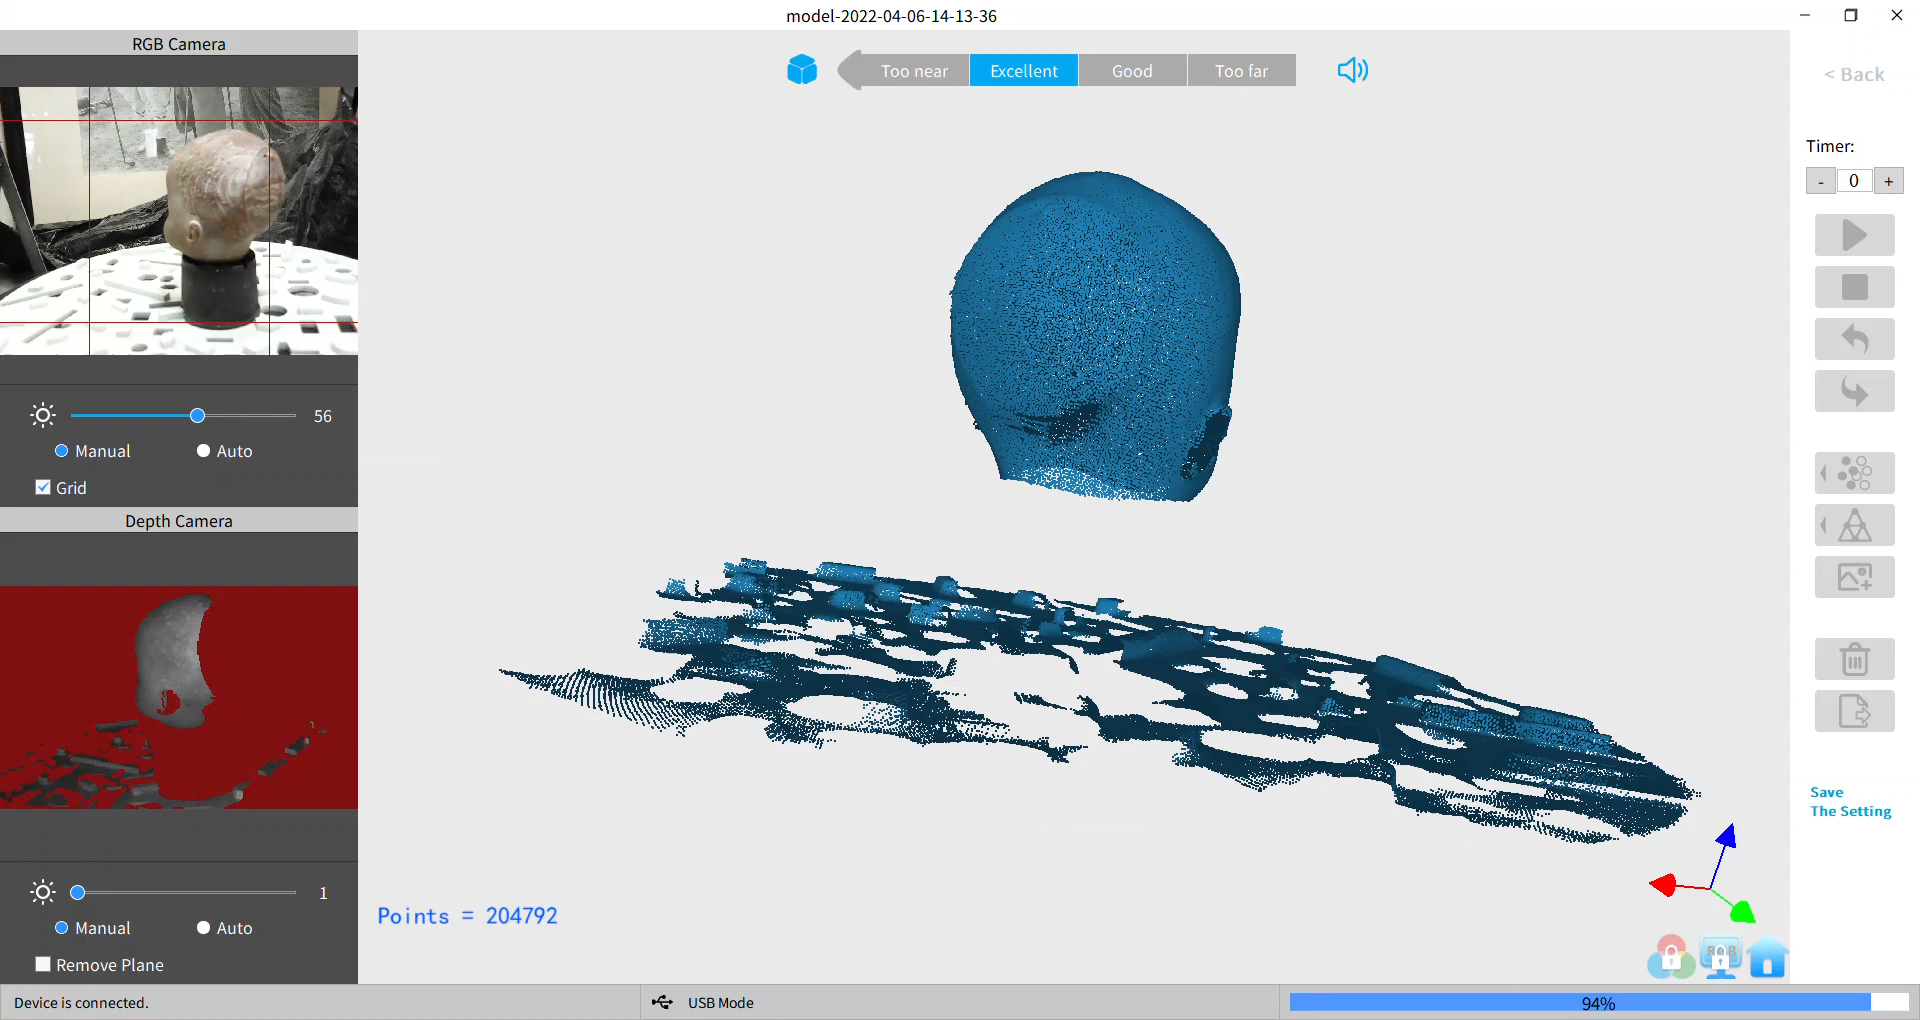 model-2022-04-06-14-13-36
RGB Camera
Too near
Excellent
Good
Too far
< Back
Timer:
- 0 +
56
Manual
Auto
Grid
Depth Camera
1
Manual
Auto
Remove Plane
Points = 204792
Save
The Setting
RGB
Device is connected.
USB Mode
94%